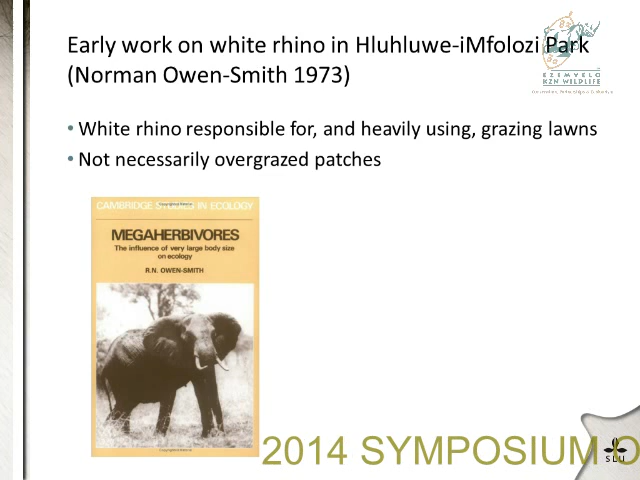 Early work on white rhino in Hluhluwe-iMfolozi Park
(Norman Owen-Smith 1973)
EZEMVELO
KZN WILDLIFE
• White rhino responsible for, and heavily using, grazing lawns
• Not necessarily overgrazed patches
CAMBRIDGE STUDIES IN ECOLOGY
MEGAHERBIVORES
The influence of very large body size
on ecology
R.N. OWEN-SMITH
2014 SYMPOSIUM O
SLU